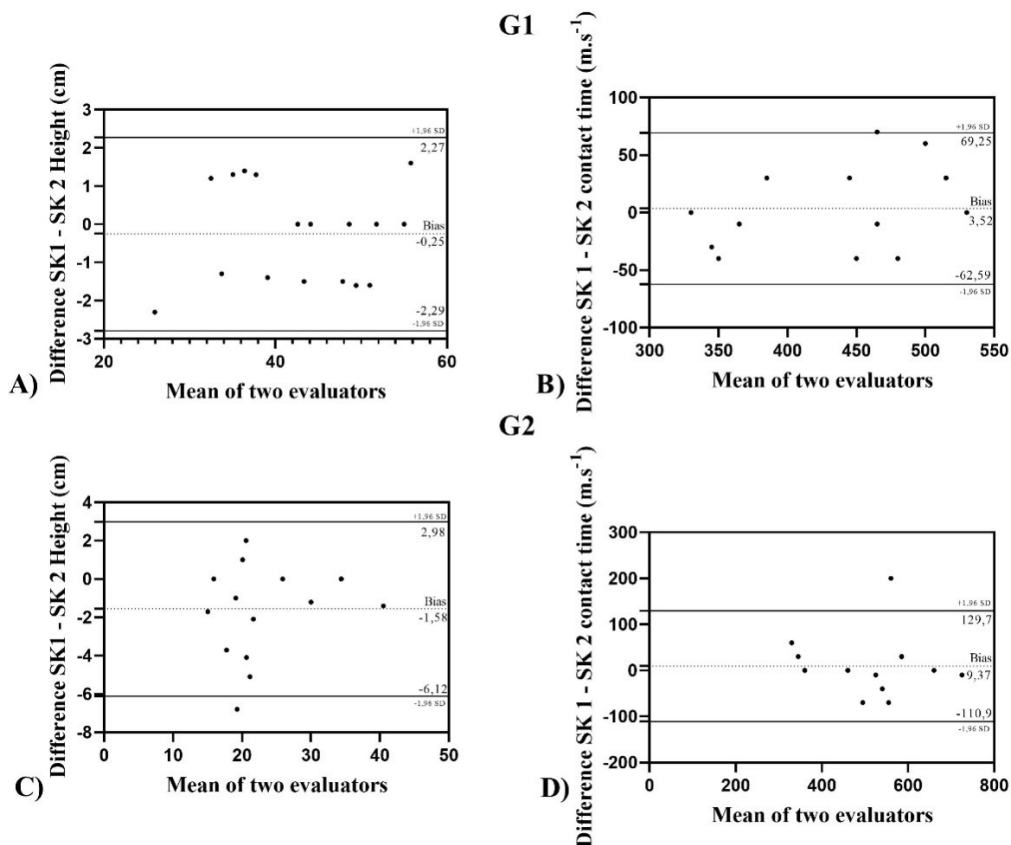 G1
Difference SK1 - SK 2 Height (cm)
3
2
1
0
-1
-2
-3
+1,96 SD
2,27
Bias
-0,25
-2,29
-1,96 SD
20
40
60
Mean of two evaluators
A)
Difference SK 1 - SK 2 contact time (m.s⁻¹)
100
50
0
-50
-100
+1,96 SD
69,25
Bias
3,52
-62,59
-1,96 SD
300
350
400
450
500
550
Mean of two evaluators
B)
G2
Difference SK1 - SK 2 Height (cm)
4
2
0
-2
-4
-6
-8
+1,96 SD
2,98
Bias
-1,58
-6,12
-1,96 SD
0
10
20
30
40
50
Mean of two evaluators
C)
Difference SK 1 - SK 2 contact time (m.s⁻¹)
300
200
100
0
-100
-200
+1,96 SD
129,7
Bias
9,37
-110,9
-1,96 SD
0
200
400
600
800
Mean of two evaluators
D)